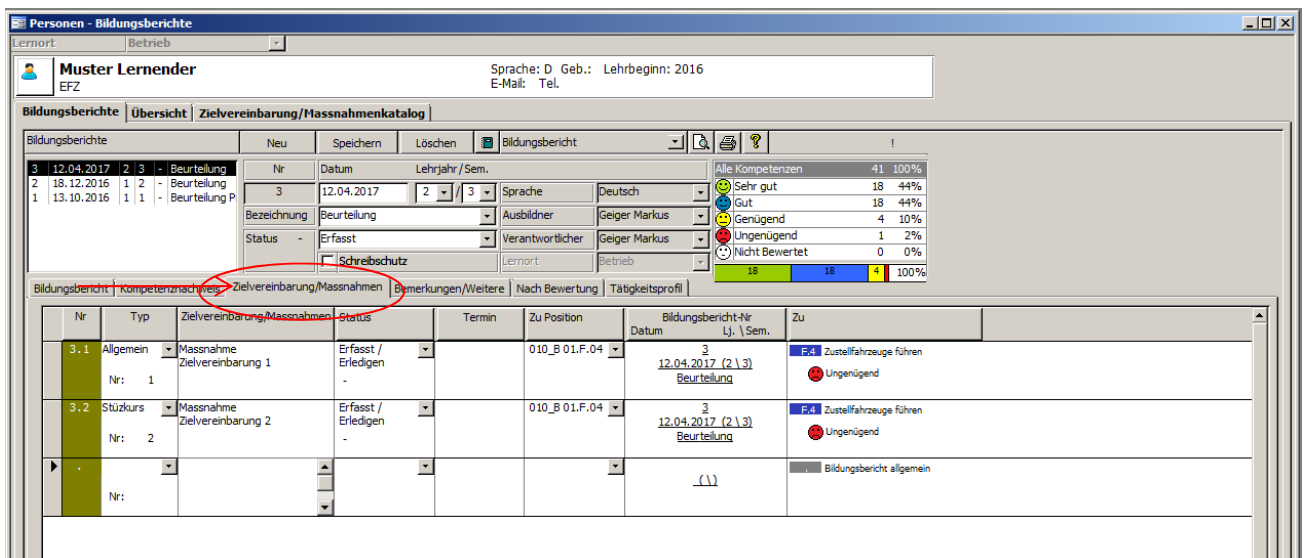 Personen - Bildungsberichte
Lernort Betrieb
Muster Lernender Sprache: D Geb.: Lehrbeginn: 2016
EFZ E-Mail: Tel.
Bildungsberichte Übersicht Zielvereinbarung/Massnahmenkatalog
Bildungsberichte Neu Speichern Löschen Bildungsbericht !
3 12.04.2017 2 3 - Beurteilung
2 18.12.2016 1 2 - Beurteilung
1 13.10.2016 1 1 - Beurteilung P
Nr Datum Lehrjahr / Sem.
3 12.04.2017 2 / 3 Sprache Deutsch
Bezeichnung Beurteilung Ausbildner Geiger Markus
Status - Erfasst Verantwortlicher Geiger Markus
Schreibschutz Lernort Betrieb
Alle Kompetenzen 41 100%
Sehr gut 18 44%
Gut 18 44%
Genügend 4 10%
Ungenügend 1 2%
Nicht Bewertet 0 0%
18 18 4 100%
Bildungsbericht Kompetenznachweis Zielvereinbarung/Massnahmen Bemerkungen/Weitere Nach Bewertung Tätigkeitsprofil
Nr Typ Zielvereinbarung/Massnahmen Status Termin Zu Position Bildungsbericht-Nr Zu
Datum Lj. \ Sem.
3.1 Allgemein Massnahme Erfasst / 010_B 01.F.04 3 F.4 Zustellfahrzeuge führen
Zielvereinbarung 1 Erledigen 12.04.2017 (2 \ 3)
Nr: 1 - Beurteilung Ungenügend
3.2 Stüzkurs Massnahme Erfasst / 010_B 01.F.04 3 F.4 Zustellfahrzeuge führen
Zielvereinbarung 2 Erledigen 12.04.2017 (2 \ 3)
Nr: 2 - Beurteilung Ungenügend
. . Bildungsbericht allgemein
( \ )
Nr: